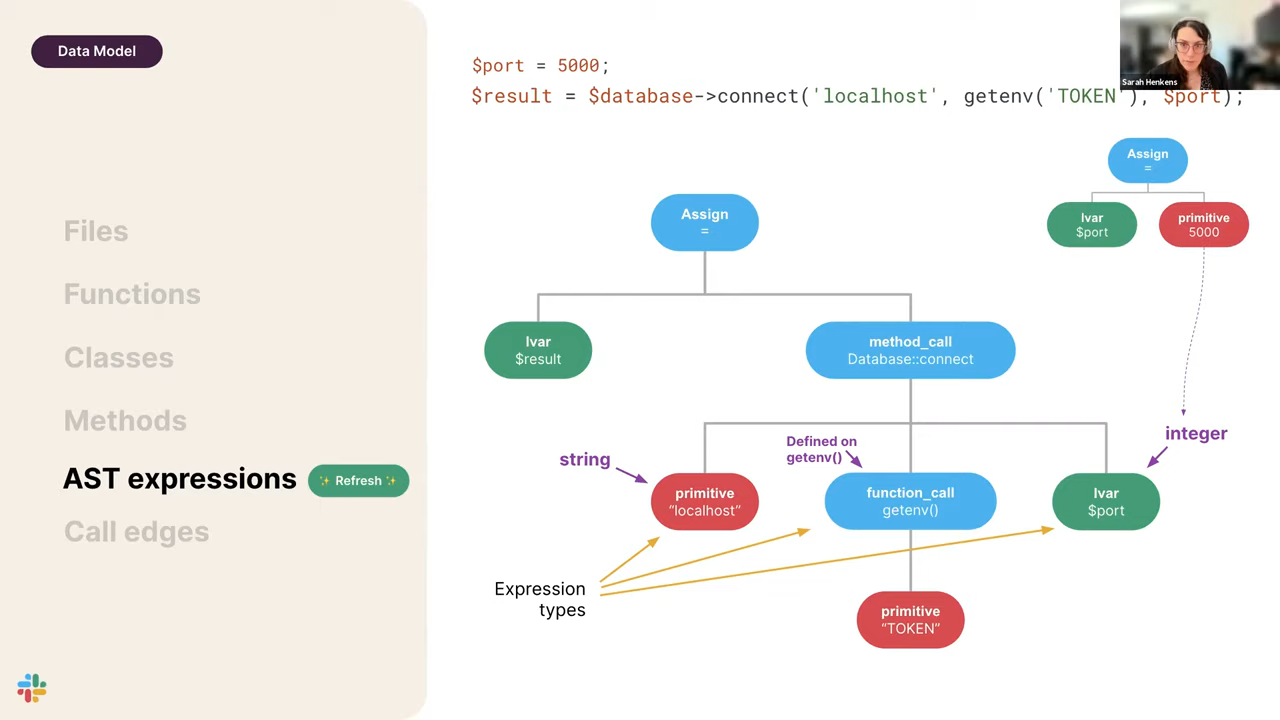 Data Model
Files
Functions
Classes
Methods
AST expressions
✨ Refresh ✨
Call edges
$port = 5000;
$result = $database->connect('localhost', getenv('TOKEN'), $port);
Sarah Henkens
Assign
=
lvar
$port
primitive
5000
Assign
=
lvar
$result
method_call
Database::connect
string
Defined on
getenv()
integer
primitive
“localhost”
function_call
getenv()
lvar
$port
Expression
types
primitive
“TOKEN”